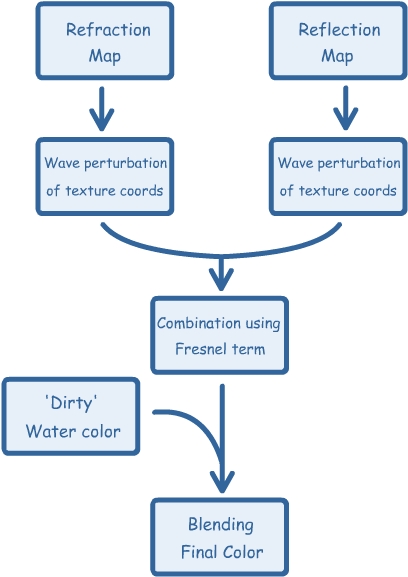 Refraction
Map
Reflection
Map
Wave perturbation
of texture coords
Wave perturbation
of texture coords
Combination using
Fresnel term
'Dirty'
Water color
Blending
Final Color